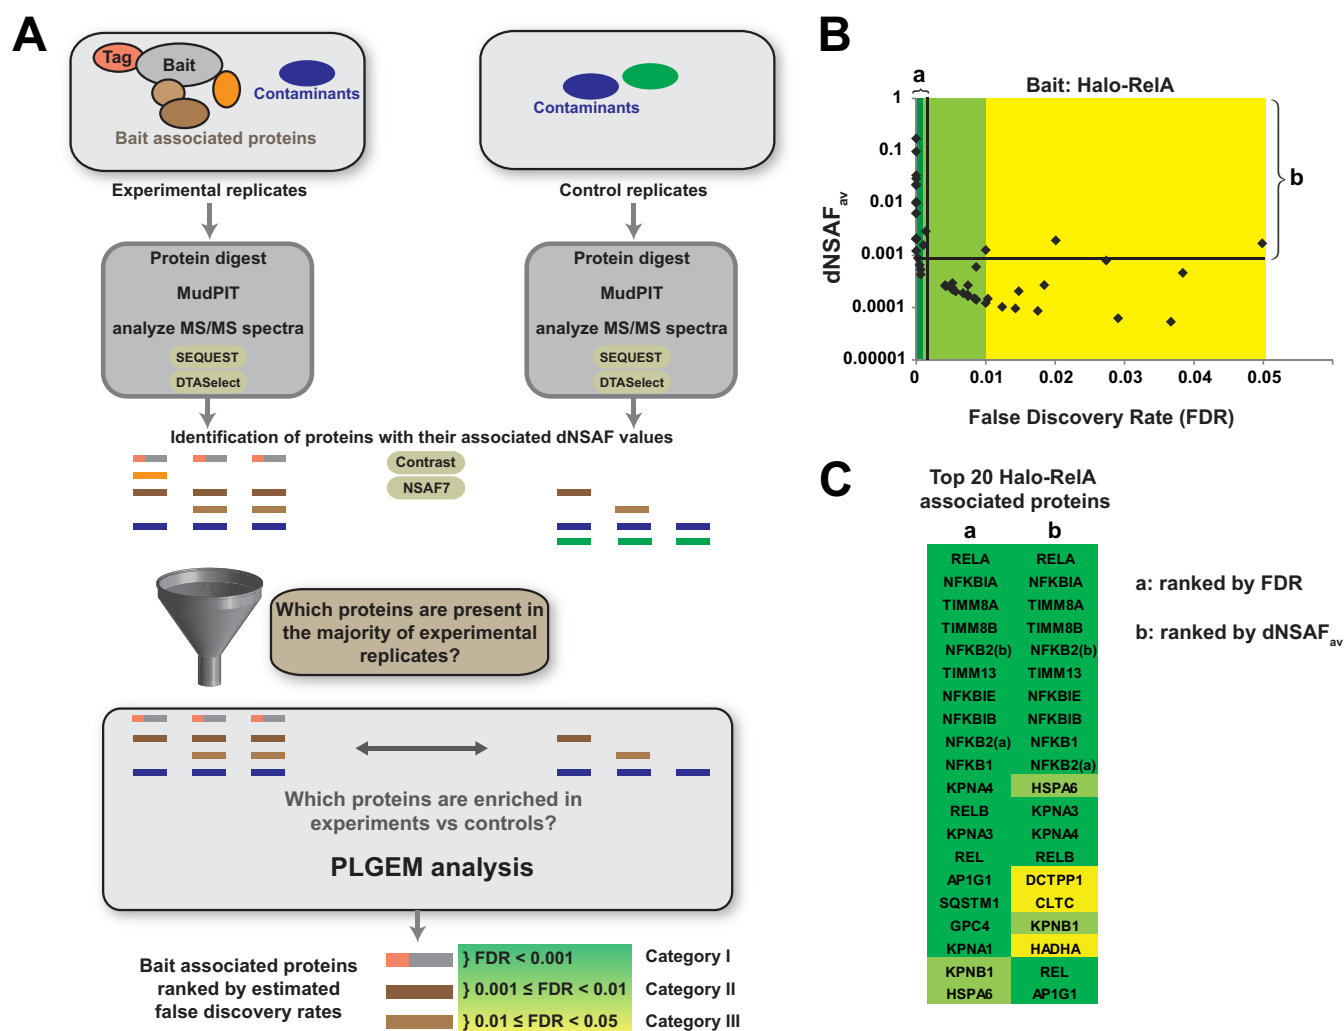 A
Tag
Bait
Contaminants
Bait associated proteins
Contaminants
Experimental replicates
Control replicates
Protein digest
MudPIT
analyze MS/MS spectra
SEQUEST
DTASelect
Protein digest
MudPIT
analyze MS/MS spectra
SEQUEST
DTASelect
Identification of proteins with their associated dNSAF values
Contrast
NSAF7
Which proteins are present in
the majority of experimental
replicates?
Which proteins are enriched in
experiments vs controls?
PLGEM analysis
Bait associated proteins
ranked by estimated
false discovery rates
} FDR < 0.001
Category I
} 0.001 ≤ FDR < 0.01
Category II
} 0.01 ≤ FDR < 0.05
Category III
B
a
Bait: Halo-RelA
b
dNSAFav
1
0.1
0.01
0.001
0.0001
0.00001
0 0.01 0.02 0.03 0.04 0.05
False Discovery Rate (FDR)
C
Top 20 Halo-RelA
associated proteins
a b
RELA RELA
NFKBIA NFKBIA
TIMM8A TIMM8A
TIMM8B TIMM8B
NFKB2(b) NFKB2(b)
TIMM13 TIMM13
NFKBIE NFKBIE
NFKBIB NFKBIB
NFKB2(a) NFKB1
NFKB1 NFKB2(a)
KPNA4 HSPA6
RELB KPNA3
KPNA3 KPNA4
REL RELB
AP1G1 DCTPP1
SQSTM1 CLTC
GPC4 KPNB1
KPNA1 HADHA
KPNB1 REL
HSPA6 AP1G1
a: ranked by FDR
b: ranked by dNSAFav